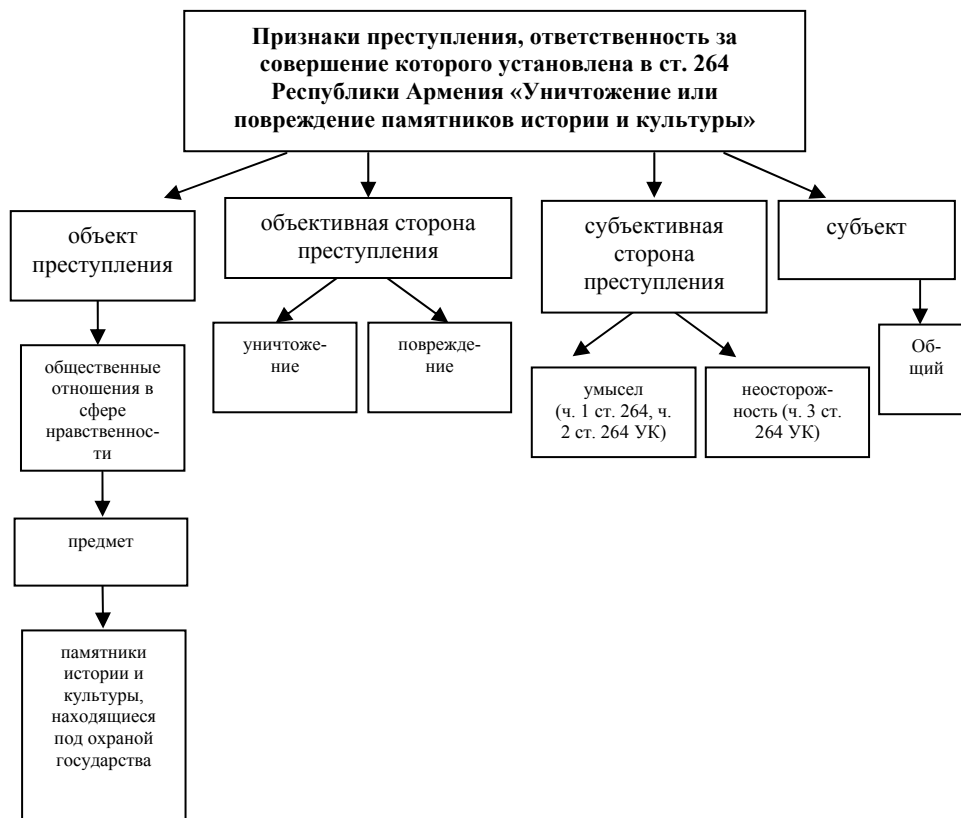 Признаки преступления, ответственность за
совершение которого установлена в ст. 264
Республики Армения «Уничтожение или
повреждение памятников истории и культуры»
объект
преступления
общественные
отношения в
сфере
нравственнос-
ти
предмет
памятники
истории и
культуры,
находящиеся
под охраной
государства
объективная сторона
преступления
уничтоже-
ние
поврежде-
ние
субъективная
сторона
преступления
умысел
(ч. 1 ст. 264, ч.
2 ст. 264 УК)
неосторож-
ность (ч. 3 ст.
264 УК)
субъект
Об-
щий